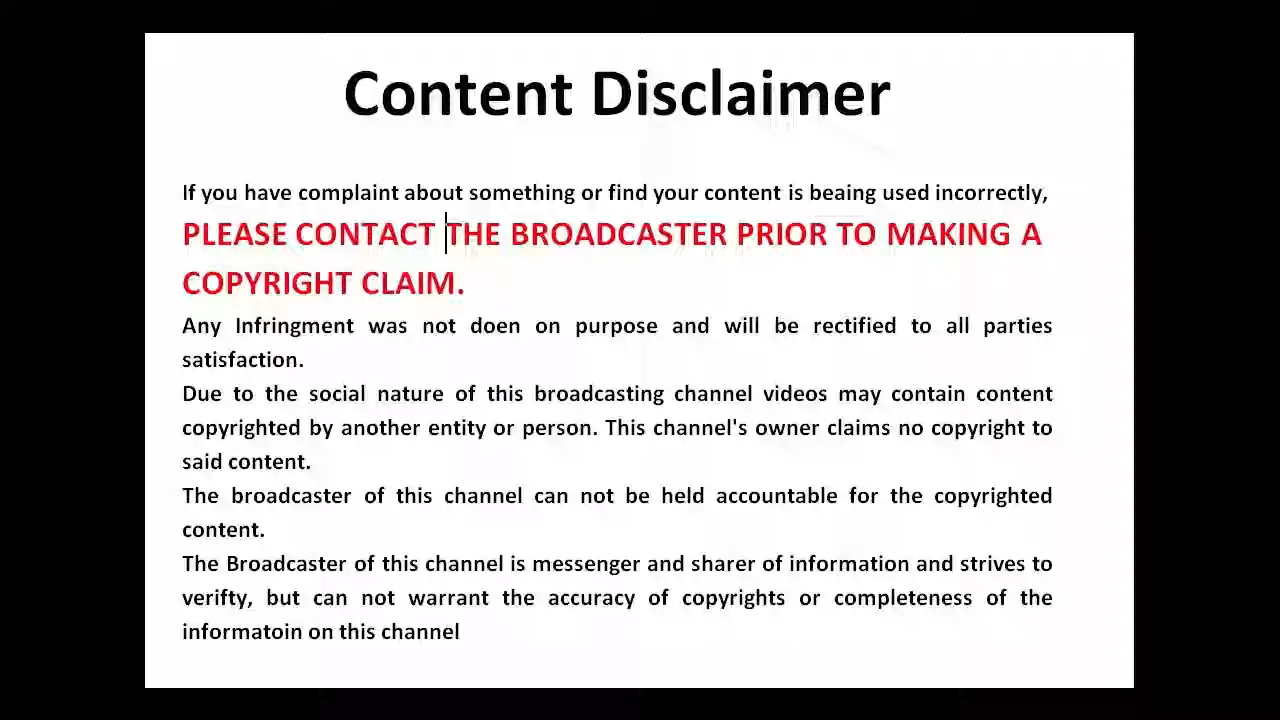 Content Disclaimer
If you have complaint about something or find your content is beaing used incorrectly,
PLEASE CONTACT THE BROADCASTER PRIOR TO MAKING A
COPYRIGHT CLAIM.
Any Infringment was not doen on purpose and will be rectified to all parties
satisfaction.
Due to the social nature of this broadcasting channel videos may contain content
copyrighted by another entity or person. This channel's owner claims no copyright to
said content.
The broadcaster of this channel can not be held accountable for the copyrighted
content.
The Broadcaster of this channel is messenger and sharer of information and strives to
verifty, but can not warrant the accuracy of copyrights or completeness of the
informatoin on this channel